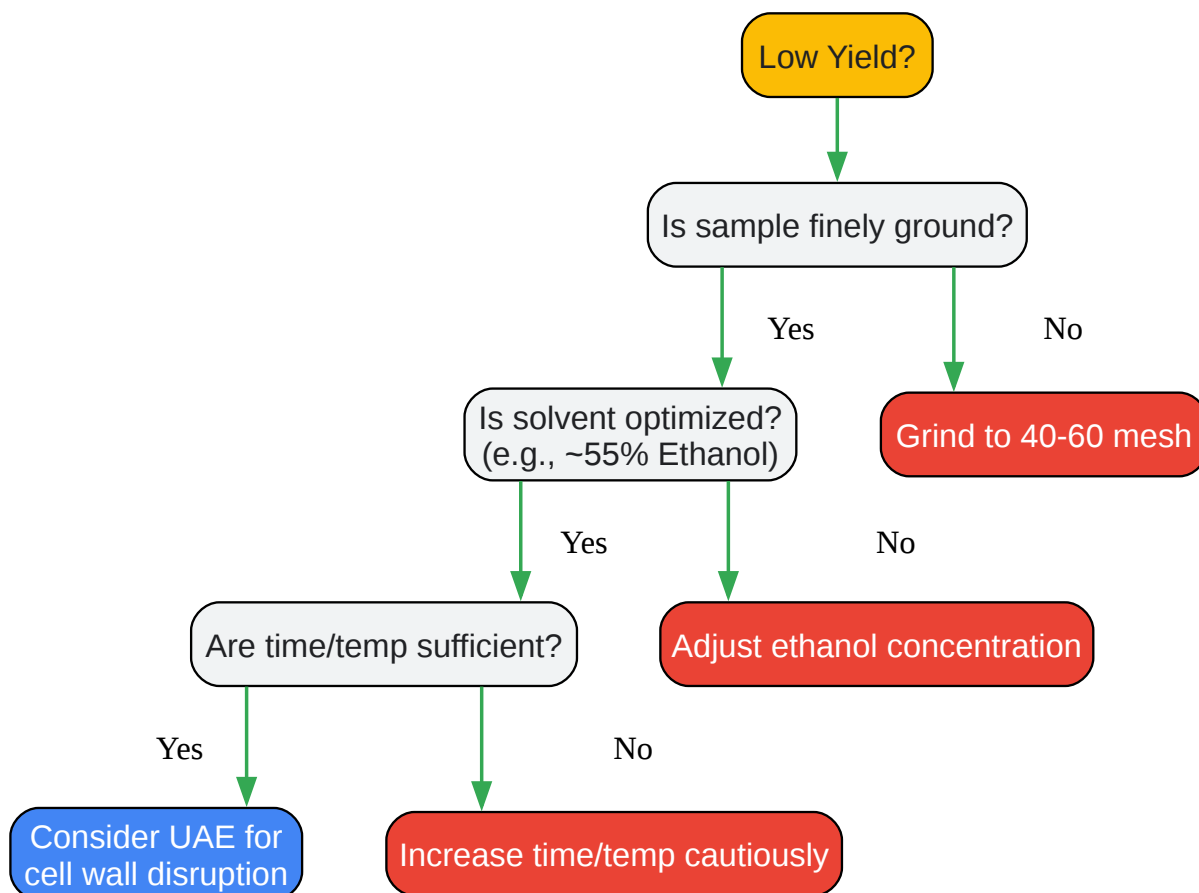 Low Yield?
Is sample finely ground?
Yes
No
Is solvent optimized?
(e.g., ~55% Ethanol)
Grind to 40-60 mesh
Yes
No
Are time/temp sufficient?
Adjust ethanol concentration
Yes
No
Consider UAE for
cell wall disruption
Increase time/temp cautiously